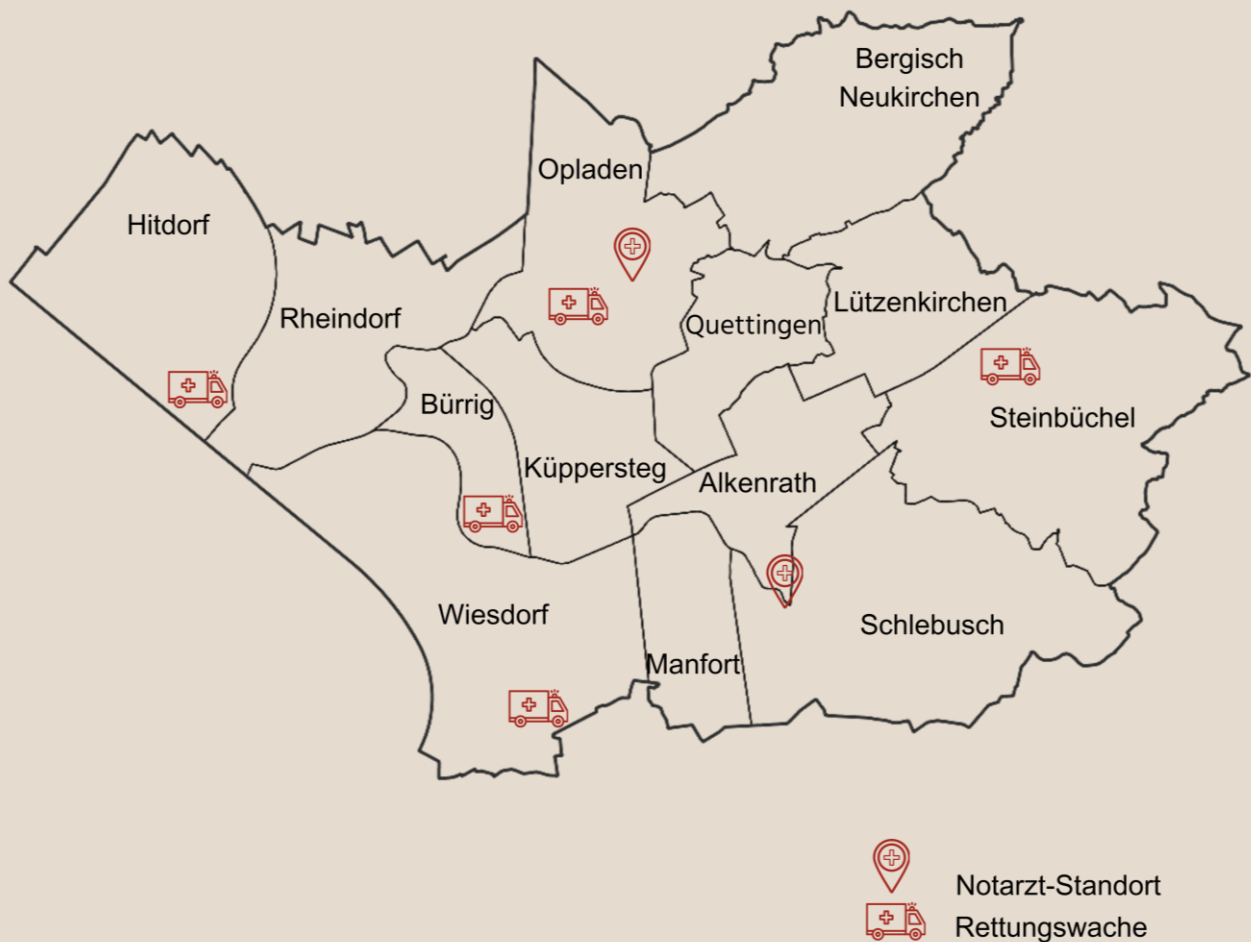 Bergisch
Neukirchen
Opladen
Hitdorf
Rheindorf
Quettingen
Lützenkirchen
Bürrig
Steinbüchel
Küppersteg
Alkenrath
Wiesdorf
Schlebusch
Manfort
Notarzt-Standort
Rettungswache